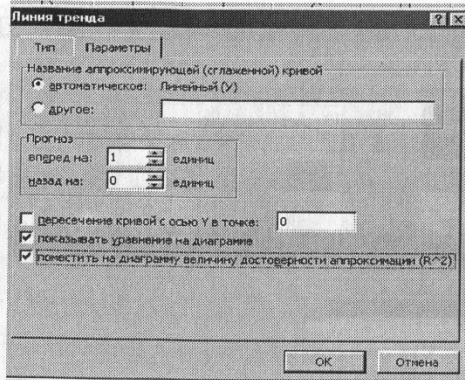 Линия тренда
Тип Параметры
Название аппроксимирующей (сглаженной) кривой
автоматическое: Линейный (У)
другое:
Прогноз
вперед на: 1 единиц
назад на: 0 единиц
пересечение кривой с осью Y в точке: 0
показывать уравнение на диаграмме
поместить на диаграмму величину достоверности аппроксимации (R^2)
ОК Отмена